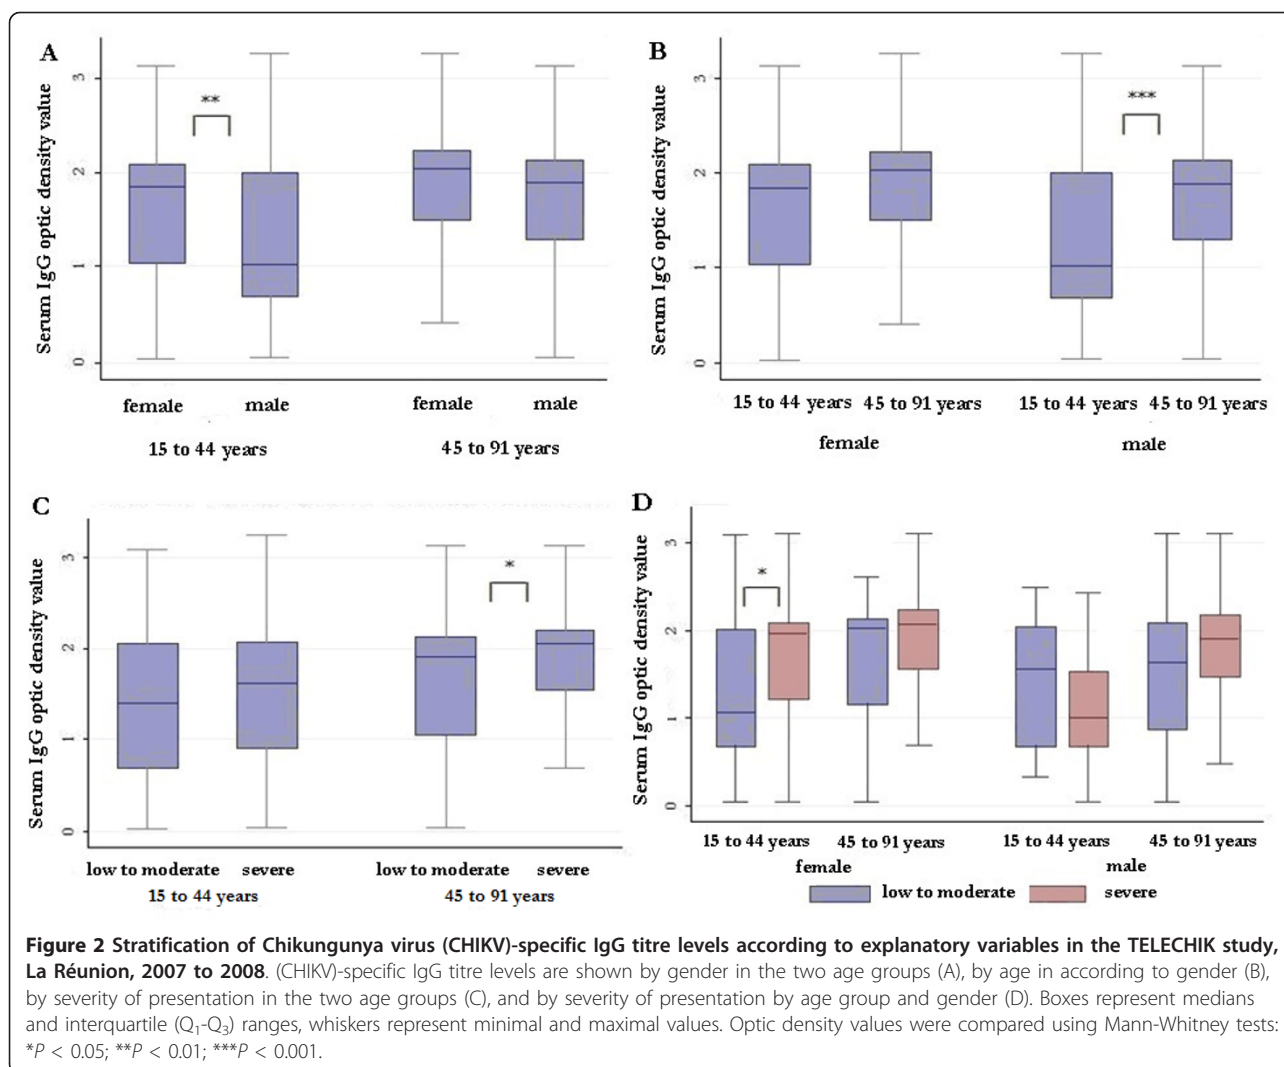 A
Serum IgG optic density value
3
2
1
0
**
female male female male
15 to 44 years 45 to 91 years
B
Serum IgG optic density value
3
2
1
0
***
15 to 44 years 45 to 91 years 15 to 44 years 45 to 91 years
female male
C
Serum IgG optic density value
3
2
1
0
*
low to moderate severe low to moderate severe
15 to 44 years 45 to 91 years
D
Serum IgG optic density value
3
2
1
0
*
15 to 44 years 45 to 91 years 15 to 44 years 45 to 91 years
female male
low to moderate severe
Figure 2 Stratification of Chikungunya virus (CHIKV)-specific IgG titre levels according to explanatory variables in the TELECHIK study,
La Réunion, 2007 to 2008. (CHIKV)-specific IgG titre levels are shown by gender in the two age groups (A), by age in according to gender (B),
by severity of presentation in the two age groups (C), and by severity of presentation by age group and gender (D). Boxes represent medians
and interquartile (Q₁-Q₃) ranges, whiskers represent minimal and maximal values. Optic density values were compared using Mann-Whitney tests:
*P < 0.05; **P < 0.01; ***P < 0.001.